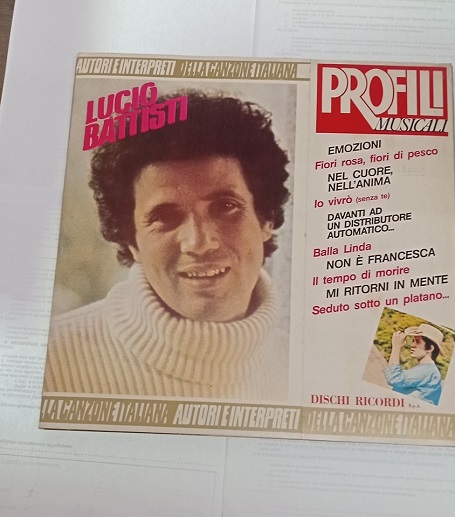 AUTORI E INTERPRETI DELLA CANZONE ITALIANA
LUCIO
BATTISTI
PROFILI
MUSICALI
EMOZIONI
Fiori rosa, fiori di pesco
NEL CUORE,
NELL'ANIMA
Io vivrò (senza te)
DAVANTI AD
UN DISTRIBUTORE
AUTOMATICO...
Balla Linda
NON È FRANCESCA
Il tempo di morire
MI RITORNI IN MENTE
Seduto sotto un platano...
DISCHI RICORDI S.p.A.
LA CANZONE ITALIANA AUTORI E INTERPRETI DELLA CANZONE ITALIANA